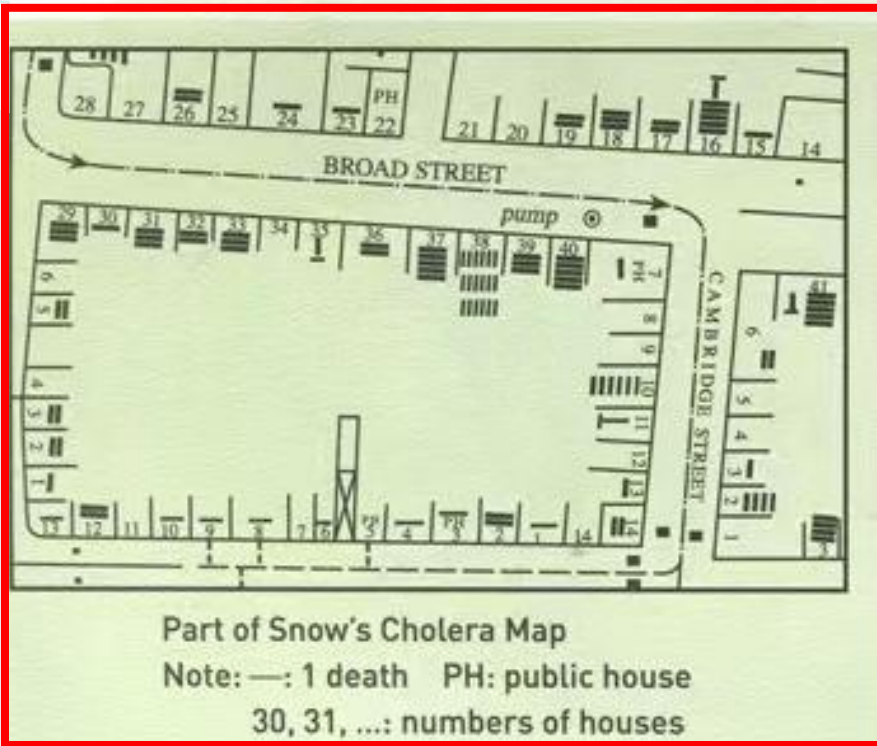 28 27 26 25 24 23 PH 22 21 20 19 18 17 16 15 14
BROAD STREET
pump
29 30 31 32 33 34 35 36 37 38 39 40
6
5
4
3
2
1
7 PH
8
9
10
11
12
13
14
CAMBRIDGE STREET
41
6
5
4
3
2
1
3
13 12 11 10 9 8 7 6 PH 5 4 PH 3 2 1 14
Part of Snow's Cholera Map
Note: —: 1 death PH: public house
30, 31, ...: numbers of houses